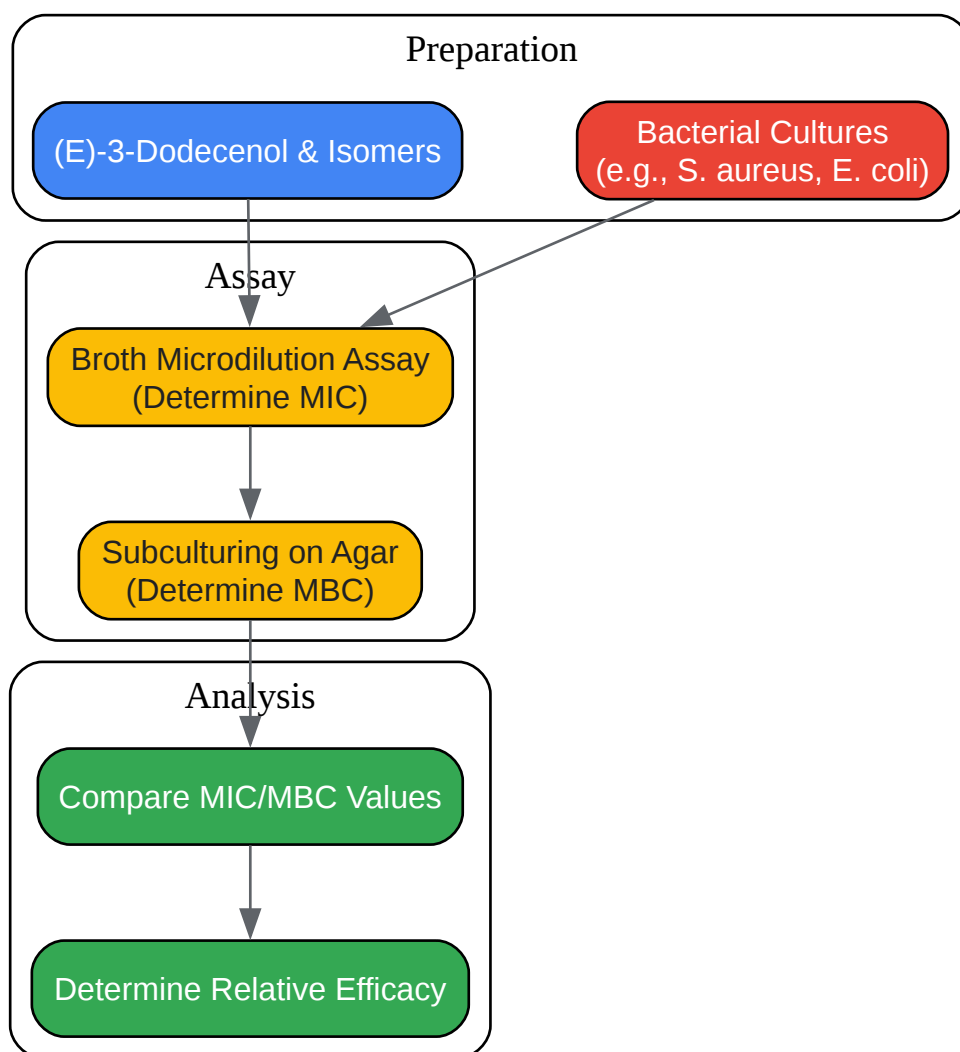 Preparation
(E)-3-Dodecenol & Isomers
Bacterial Cultures
(e.g., S. aureus, E. coli)
Assay
Broth Microdilution Assay
(Determine MIC)
Subculturing on Agar
(Determine MBC)
Analysis
Compare MIC/MBC Values
Determine Relative Efficacy